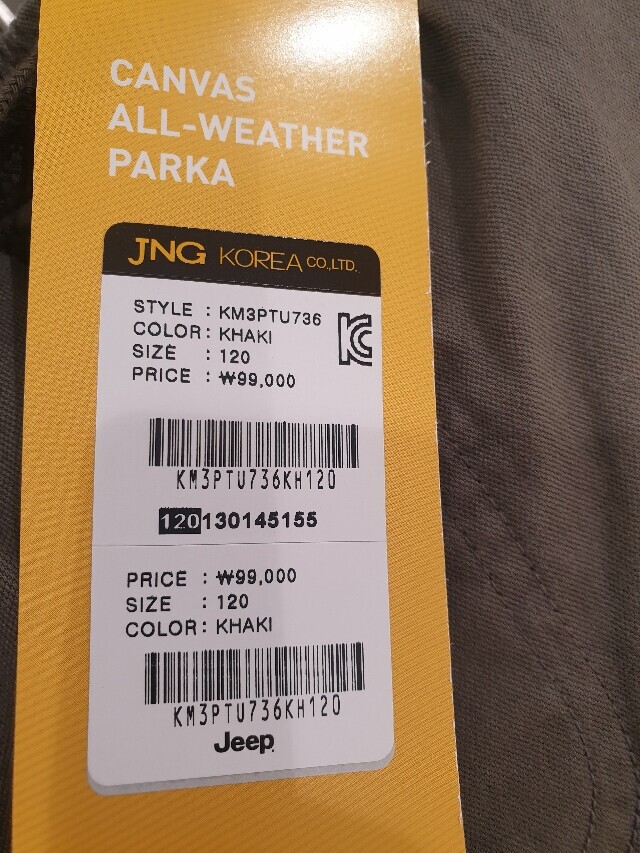 CANVAS
ALL-WEATHER
PARKA
JNG KOREA CO.,LTD.
STYLE : KM3PTU736
COLOR : KHAKI
SIZE : 120
PRICE : ₩99,000
KM3PTU736KH120
120130145155
PRICE : ₩99,000
SIZE : 120
COLOR : KHAKI
KM3PTU736KH120
Jeep